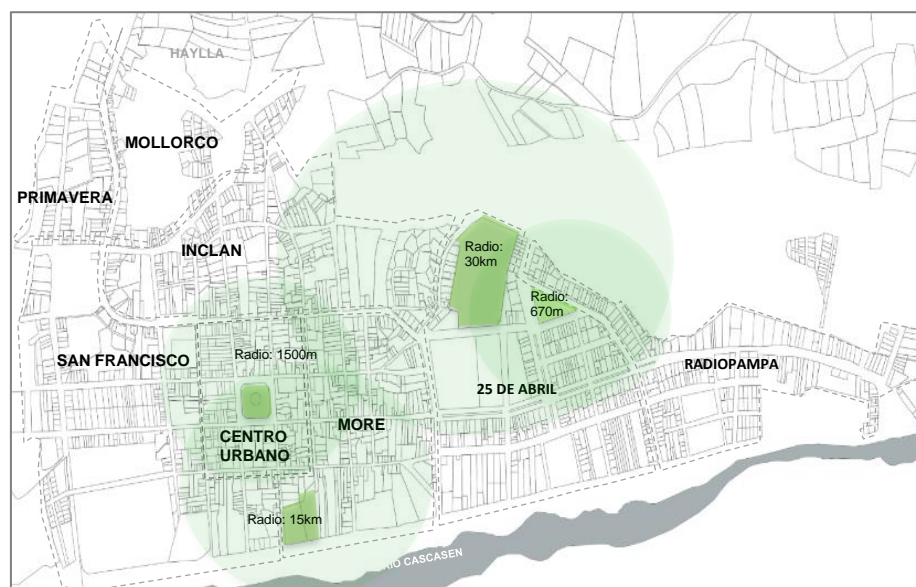 HAYLLA
MOLLORCO
PRIMAVERA
INCLAN
Radio:
30km
Radio:
670m
SAN FRANCISCO
Radio: 1500m
RADIOPAMPA
25 DE ABRIL
MORE
CENTRO
URBANO
Radio: 15km
RIO CASCASEN